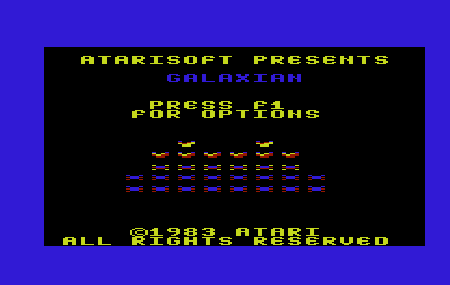 ATARISOFT PRESENTS
GALAXIAN
PRESS F1
FOR OPTIONS
©1983 ATARI
ALL RIGHTS RESERVED